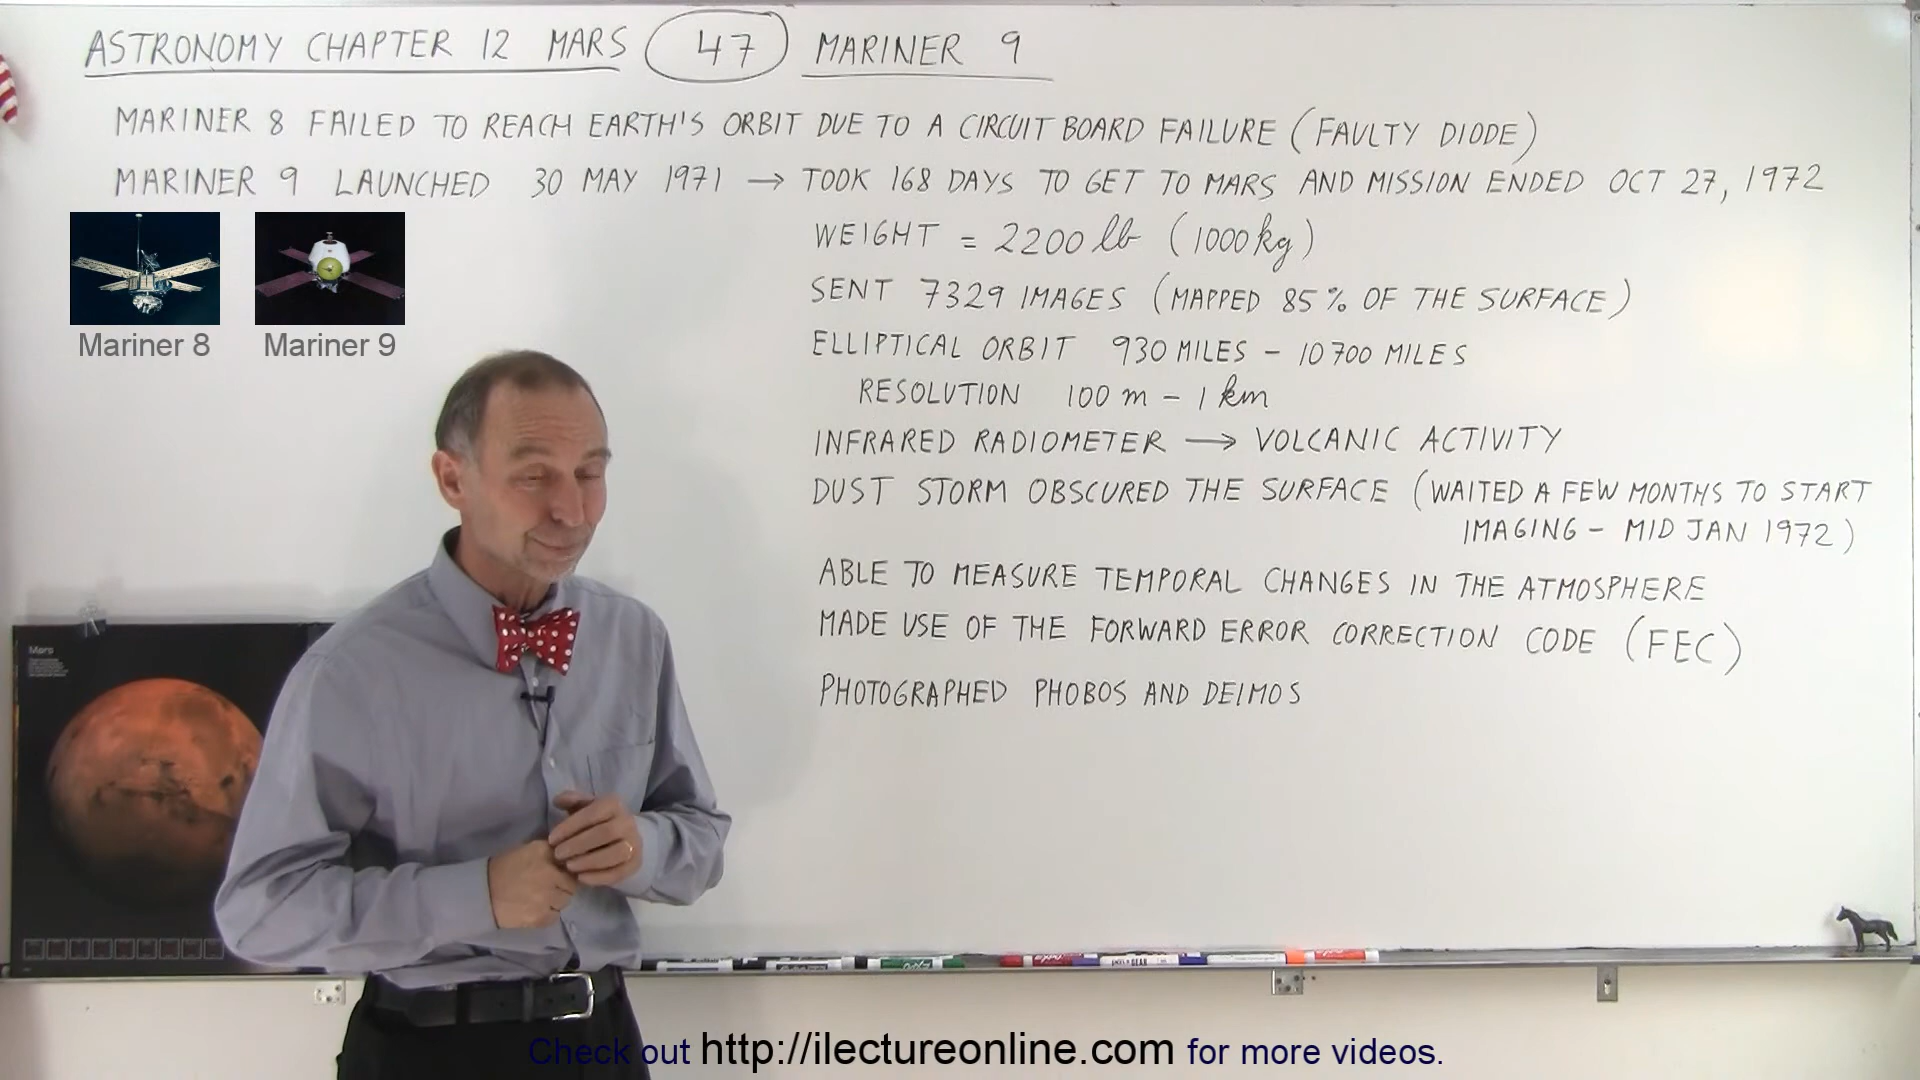 ASTRONOMY CHAPTER 12 MARS 47 MARINER 9
MARINER 8 FAILED TO REACH EARTH'S ORBIT DUE TO A CIRCUIT BOARD FAILURE (FAULTY DIODE)
MARINER 9 LAUNCHED 30 MAY 1971 → TOOK 168 DAYS TO GET TO MARS AND MISSION ENDED OCT 27, 1972
Mariner 8
Mariner 9
WEIGHT = 2200 lb (1000 kg)
SENT 7329 IMAGES (MAPPED 85% OF THE SURFACE)
ELLIPTICAL ORBIT 930 MILES - 10700 MILES
RESOLUTION 100 m - 1 km
INFRARED RADIOMETER → VOLCANIC ACTIVITY
DUST STORM OBSCURED THE SURFACE (WAITED A FEW MONTHS TO START
IMAGING - MID JAN 1972)
ABLE TO MEASURE TEMPORAL CHANGES IN THE ATMOSPHERE
MADE USE OF THE FORWARD ERROR CORRECTION CODE (FEC)
PHOTOGRAPHED PHOBOS AND DEIMOS
Mars
Check out http://ilectureonline.com for more videos.